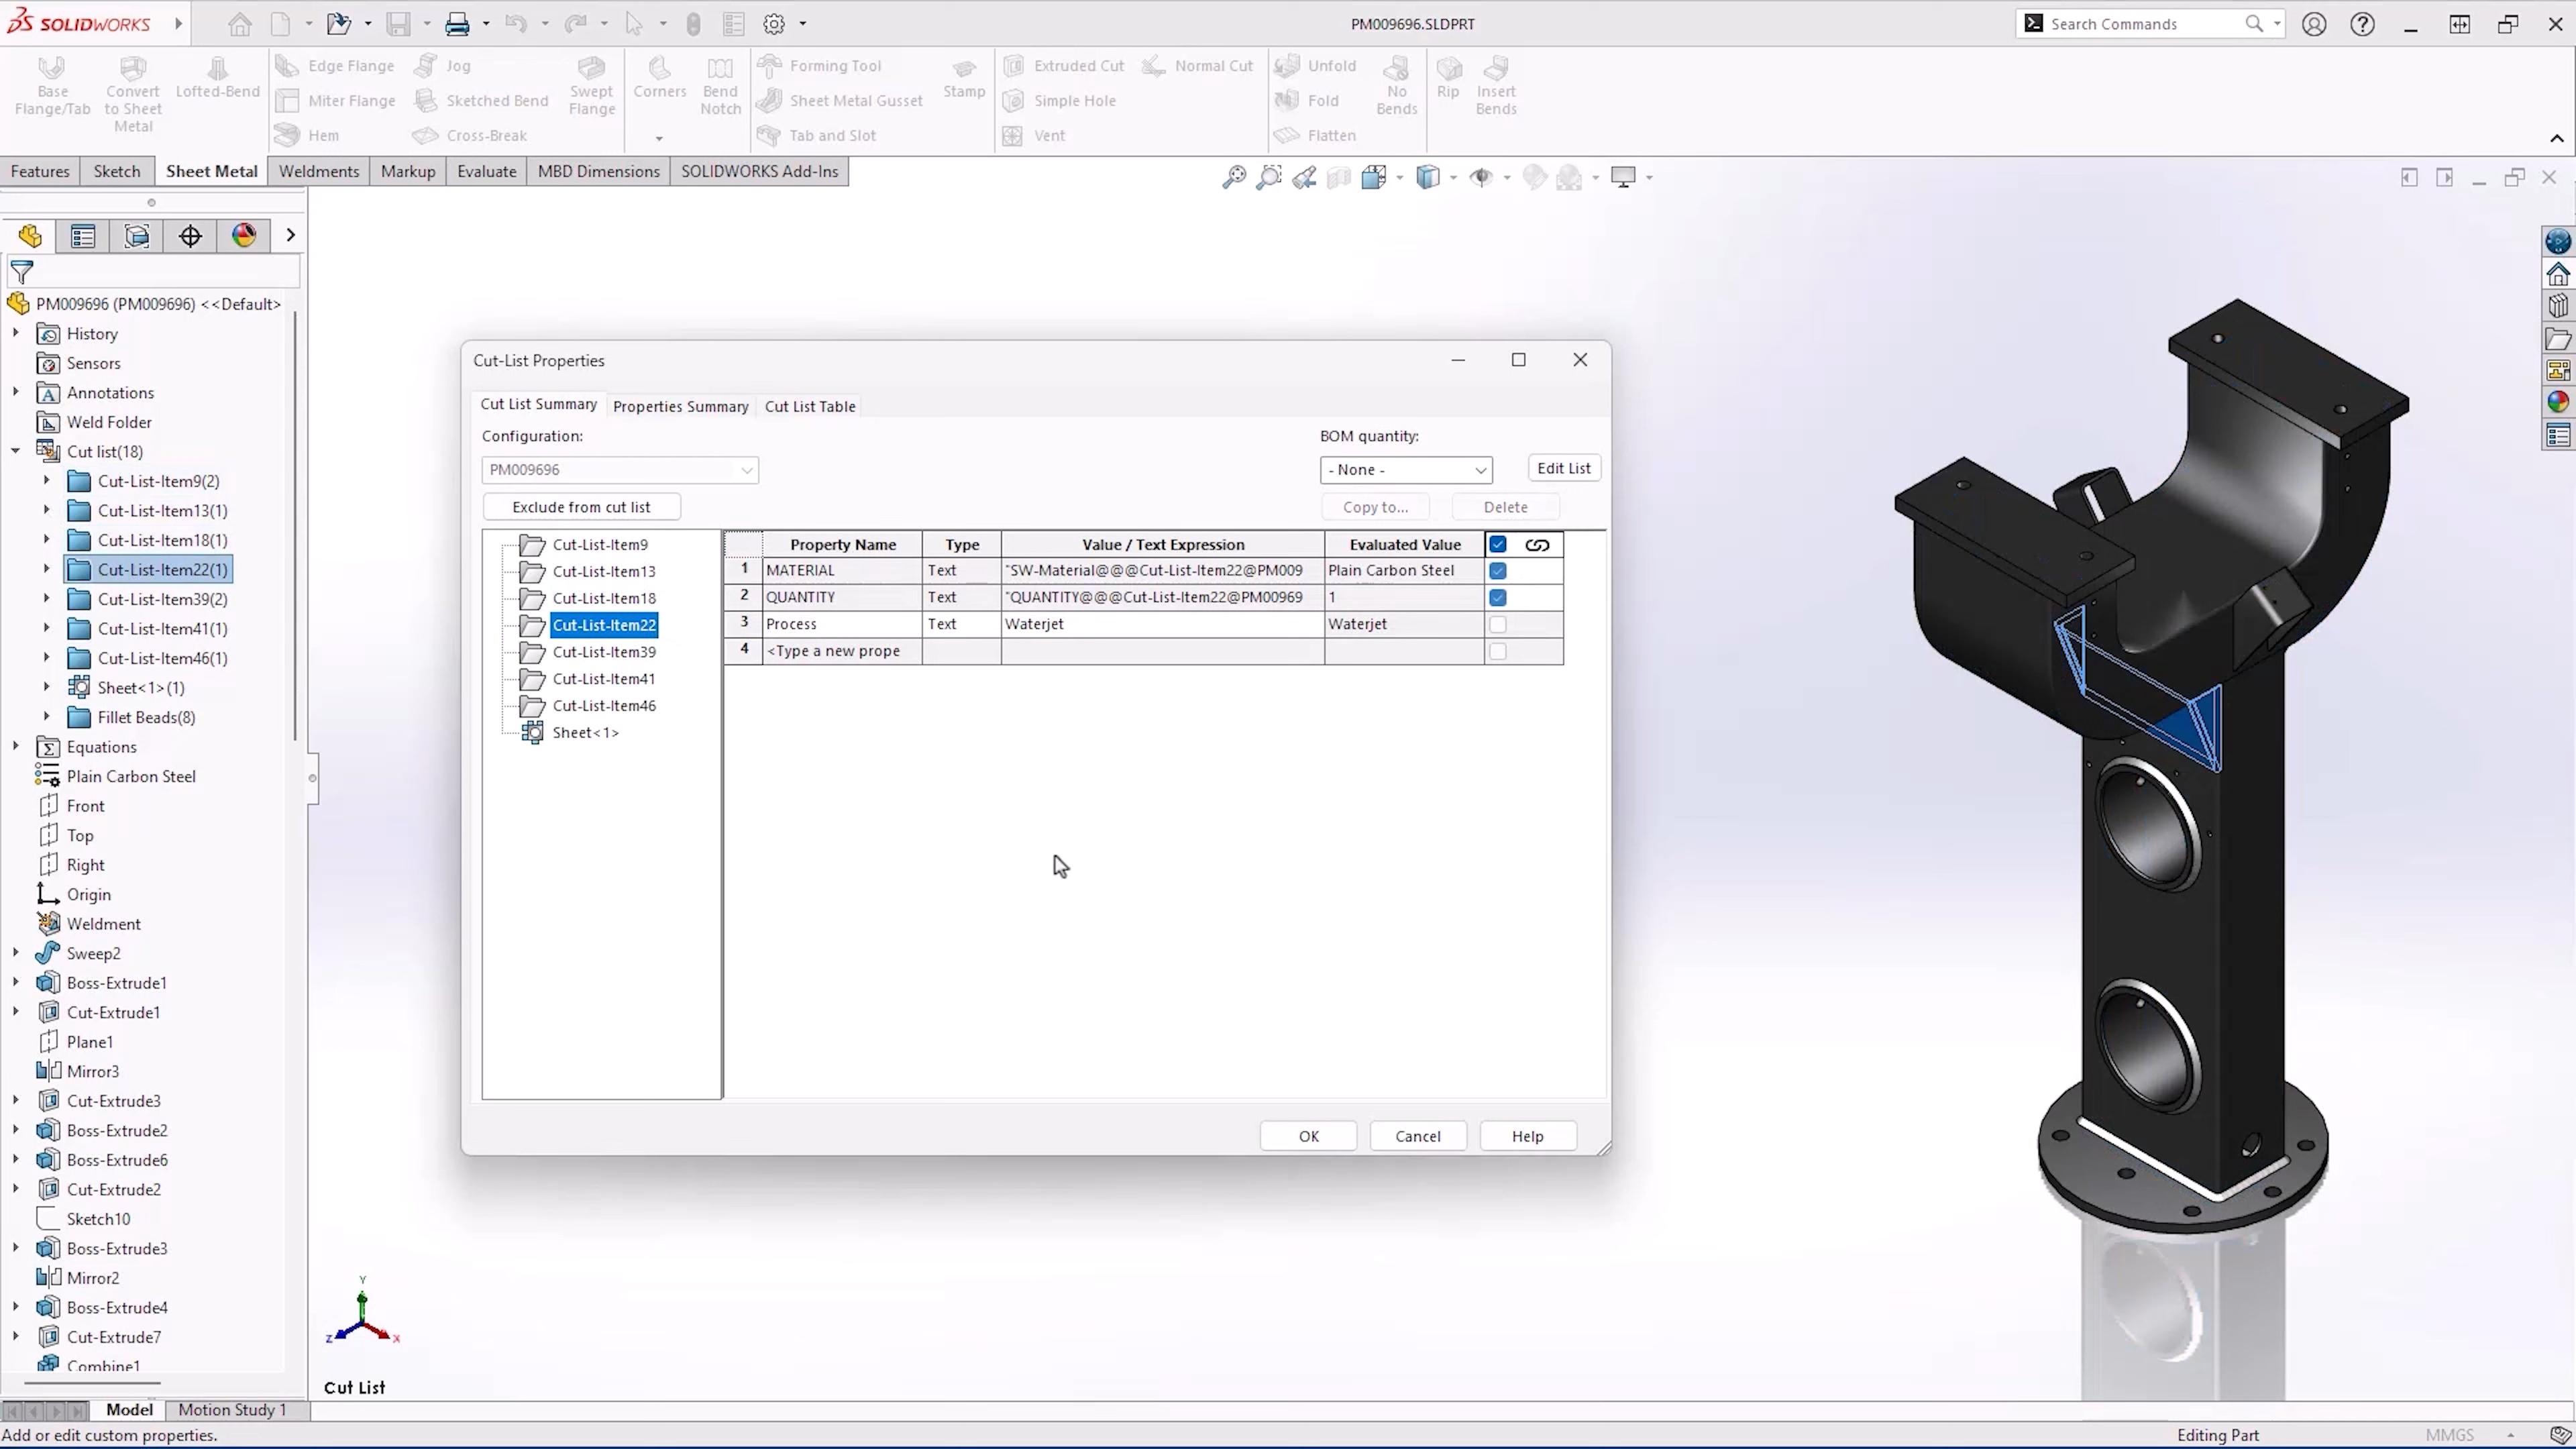 SOLIDWORKS
PM009696.SLDPRT
Search Commands
Base Flange/Tab
Convert to Sheet Metal
Lofted-Bend
Edge Flange
Miter Flange
Hem
Jog
Sketched Bend
Cross-Break
Swept Flange
Corners
Bend Notch
Forming Tool
Sheet Metal Gusset
Tab and Slot
Stamp
Extruded Cut
Simple Hole
Vent
Normal Cut
Unfold
Fold
Flatten
No Bends
Rip
Insert Bends
Features
Sketch
Sheet Metal
Weldments
Markup
Evaluate
MBD Dimensions
SOLIDWORKS Add-Ins
PM009696 (PM009696) <<Default>
History
Sensors
Annotations
Weld Folder
Cut list(18)
Cut-List-Item9(2)
Cut-List-Item13(1)
Cut-List-Item18(1)
Cut-List-Item22(1)
Cut-List-Item39(2)
Cut-List-Item41(1)
Cut-List-Item46(1)
Sheet<1>(1)
Fillet Beads(8)
Equations
Plain Carbon Steel
Front
Top
Right
Origin
Weldment
Sweep2
Boss-Extrude1
Cut-Extrude1
Plane1
Mirror3
Cut-Extrude3
Boss-Extrude2
Boss-Extrude6
Cut-Extrude2
Sketch10
Boss-Extrude3
Mirror2
Boss-Extrude4
Cut-Extrude7
Combine1
Cut-List Properties
Cut List Summary
Properties Summary
Cut List Table
Configuration:
BOM quantity:
PM009696
- None -
Edit List
Exclude from cut list
Copy to...
Delete
Cut-List-Item9
Cut-List-Item13
Cut-List-Item18
Cut-List-Item22
Cut-List-Item39
Cut-List-Item41
Cut-List-Item46
Sheet<1>
Property Name Type Value / Text Expression Evaluated Value
1 MATERIAL Text "SW-Material@@@Cut-List-Item22@PM009 Plain Carbon Steel
2 QUANTITY Text "QUANTITY@@@Cut-List-Item22@PM00969 1
3 Process Text Waterjet Waterjet
4 <Type a new prope
OK
Cancel
Help
Y
Z
X
Cut List
Model
Motion Study 1
Add or edit custom properties.
Editing Part
MMGS